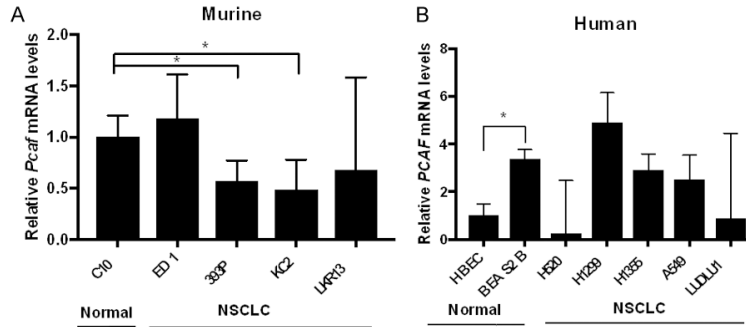 A
Murine
Relative Pcaf mRNA levels
2.0
1.5
1.0
0.5
0.0
*
*
C10
ED 1
393P
KC2
LKR13
Normal
NSCLC
B
Human
Relative PCAF mRNA levels
8
6
4
2
0
*
HBEC
BEA S2 B
H520
H1299
H1355
A549
LUDLU1
Normal
NSCLC